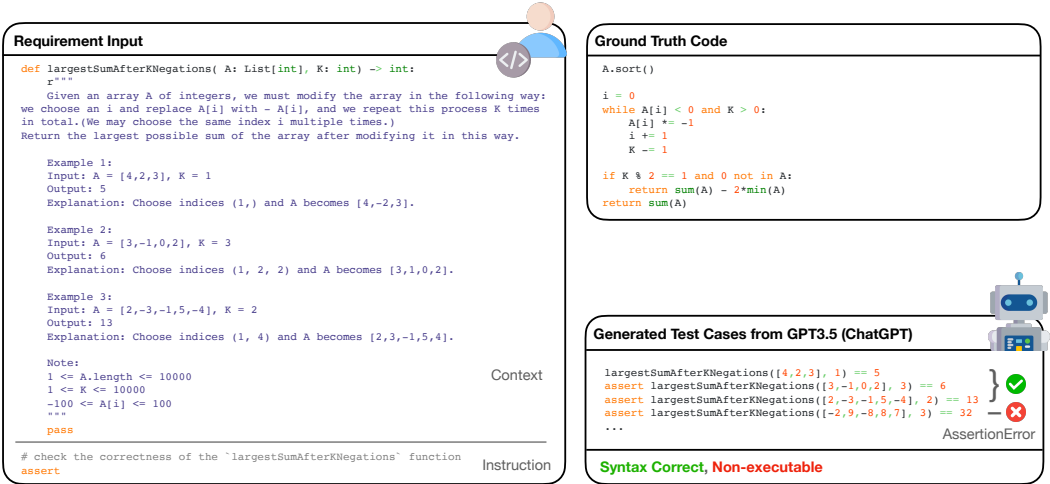 Requirement Input
</>
def largestSumAfterKNegations( A: List[int], K: int) -> int:
r"""
Given an array A of integers, we must modify the array in the following way:
we choose an i and replace A[i] with - A[i], and we repeat this process K times
in total.(We may choose the same index i multiple times.)
Return the largest possible sum of the array after modifying it in this way.
Example 1:
Input: A = [4,2,3], K = 1
Output: 5
Explanation: Choose indices (1,) and A becomes [4,-2,3].
Example 2:
Input: A = [3,-1,0,2], K = 3
Output: 6
Explanation: Choose indices (1, 2, 2) and A becomes [3,1,0,2].
Example 3:
Input: A = [2,-3,-1,5,-4], K = 2
Output: 13
Explanation: Choose indices (1, 4) and A becomes [2,3,-1,5,4].
Note:
1 <= A.length <= 10000
1 <= K <= 10000
-100 <= A[i] <= 100
"""
pass
Context
# check the correctness of the `largestSumAfterKNegations` function
assert
Instruction
Ground Truth Code
A.sort()
i = 0
while A[i] < 0 and K > 0:
A[i] *= -1
i += 1
K -= 1
if K % 2 == 1 and 0 not in A:
return sum(A) - 2*min(A)
return sum(A)
Generated Test Cases from GPT3.5 (ChatGPT)
largestSumAfterKNegations([4,2,3], 1) == 5
assert largestSumAfterKNegations([3,-1,0,2], 3) == 6
assert largestSumAfterKNegations([2,-3,-1,5,-4], 2) == 13
assert largestSumAfterKNegations([-2,9,-8,8,7], 3) == 32
...
AssertionError
Syntax Correct, Non-executable